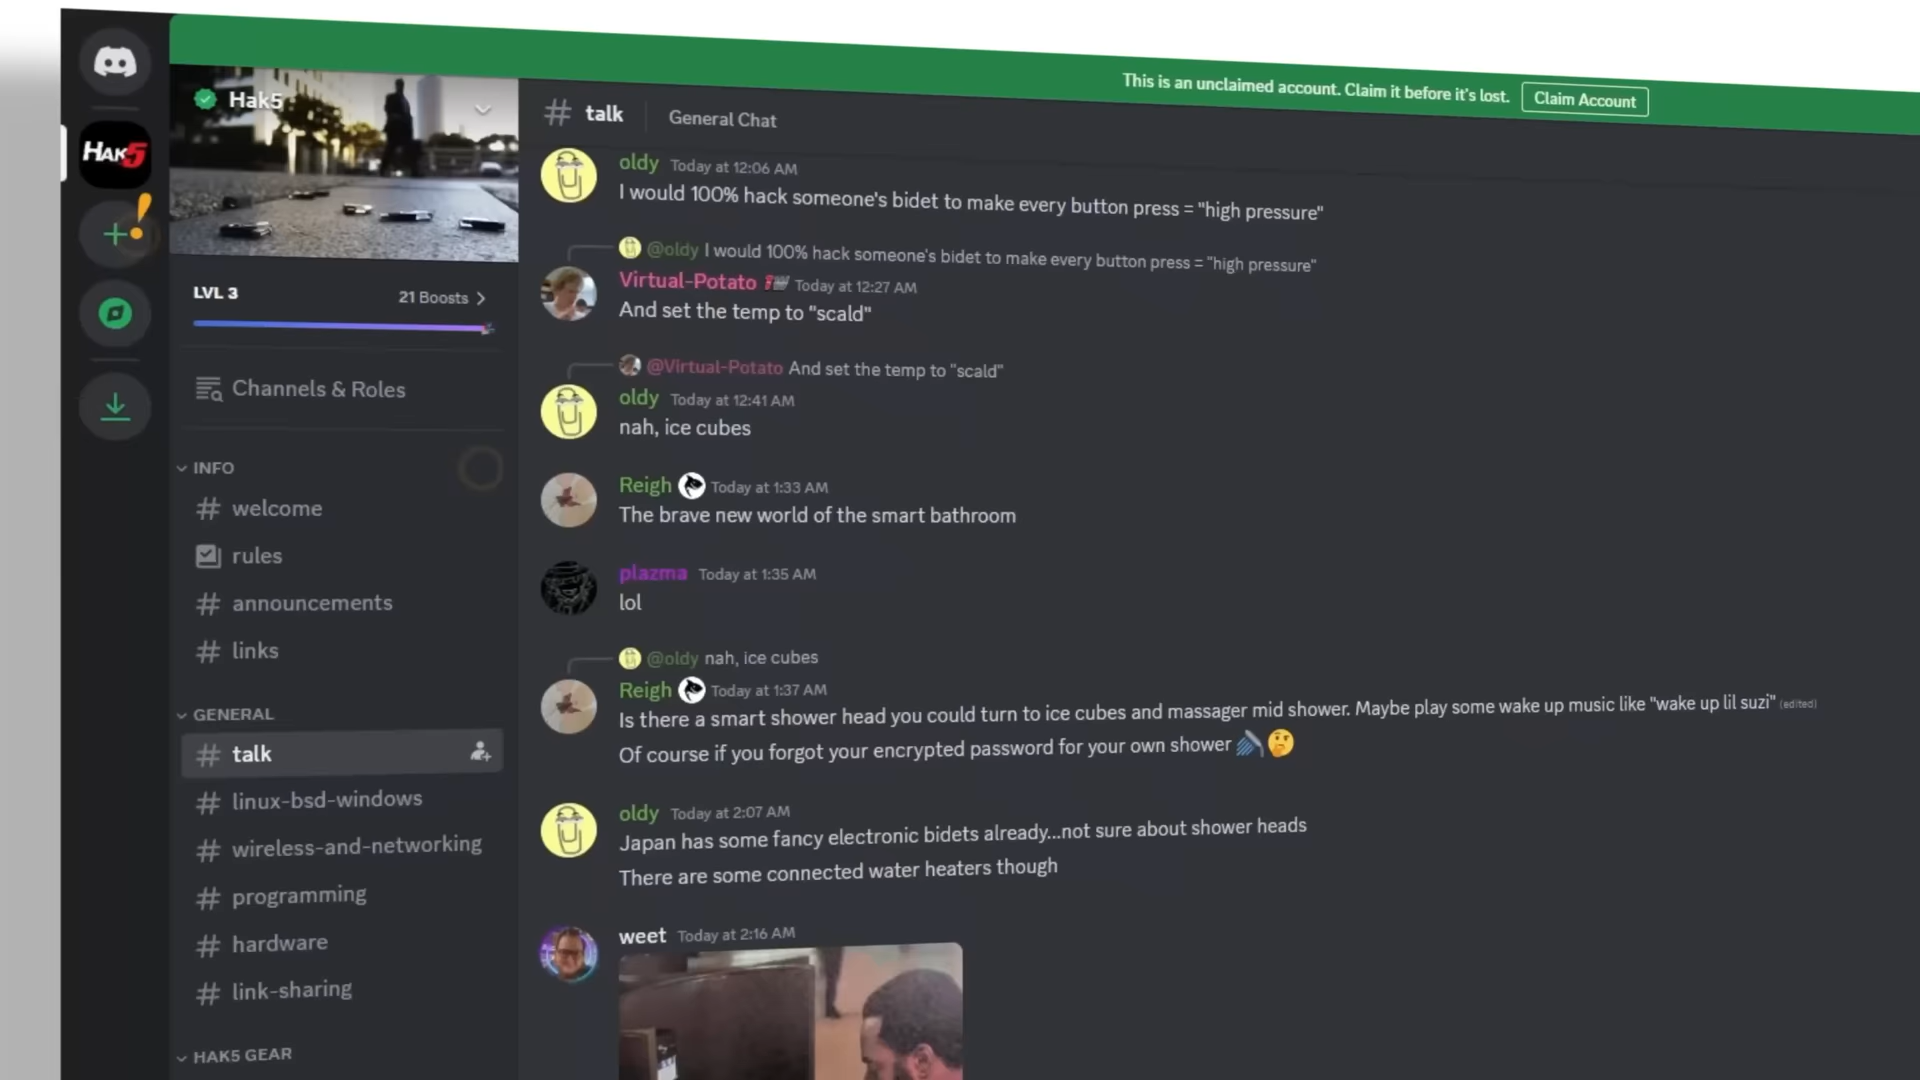 This is an unclaimed account. Claim it before it's lost.
Claim Account
HAK5
Hak5
LVL 3
21 Boosts
Channels & Roles
INFO
welcome
rules
announcements
links
GENERAL
talk
linux-bsd-windows
wireless-and-networking
programming
hardware
link-sharing
HAK5 GEAR
talk
General Chat
oldy Today at 12:06 AM
I would 100% hack someone's bidet to make every button press = "high pressure"
@oldy I would 100% hack someone's bidet to make every button press = "high pressure"
Virtual-Potato Today at 12:27 AM
And set the temp to "scald"
@Virtual-Potato And set the temp to "scald"
oldy Today at 12:41 AM
nah, ice cubes
Reigh Today at 1:33 AM
The brave new world of the smart bathroom
plazma Today at 1:35 AM
lol
@oldy nah, ice cubes
Reigh Today at 1:37 AM
Is there a smart shower head you could turn to ice cubes and massager mid shower. Maybe play some wake up music like "wake up lil suzi" (edited)
Of course if you forgot your encrypted password for your own shower 🚿🤔
oldy Today at 2:07 AM
Japan has some fancy electronic bidets already...not sure about shower heads
There are some connected water heaters though
weet Today at 2:16 AM